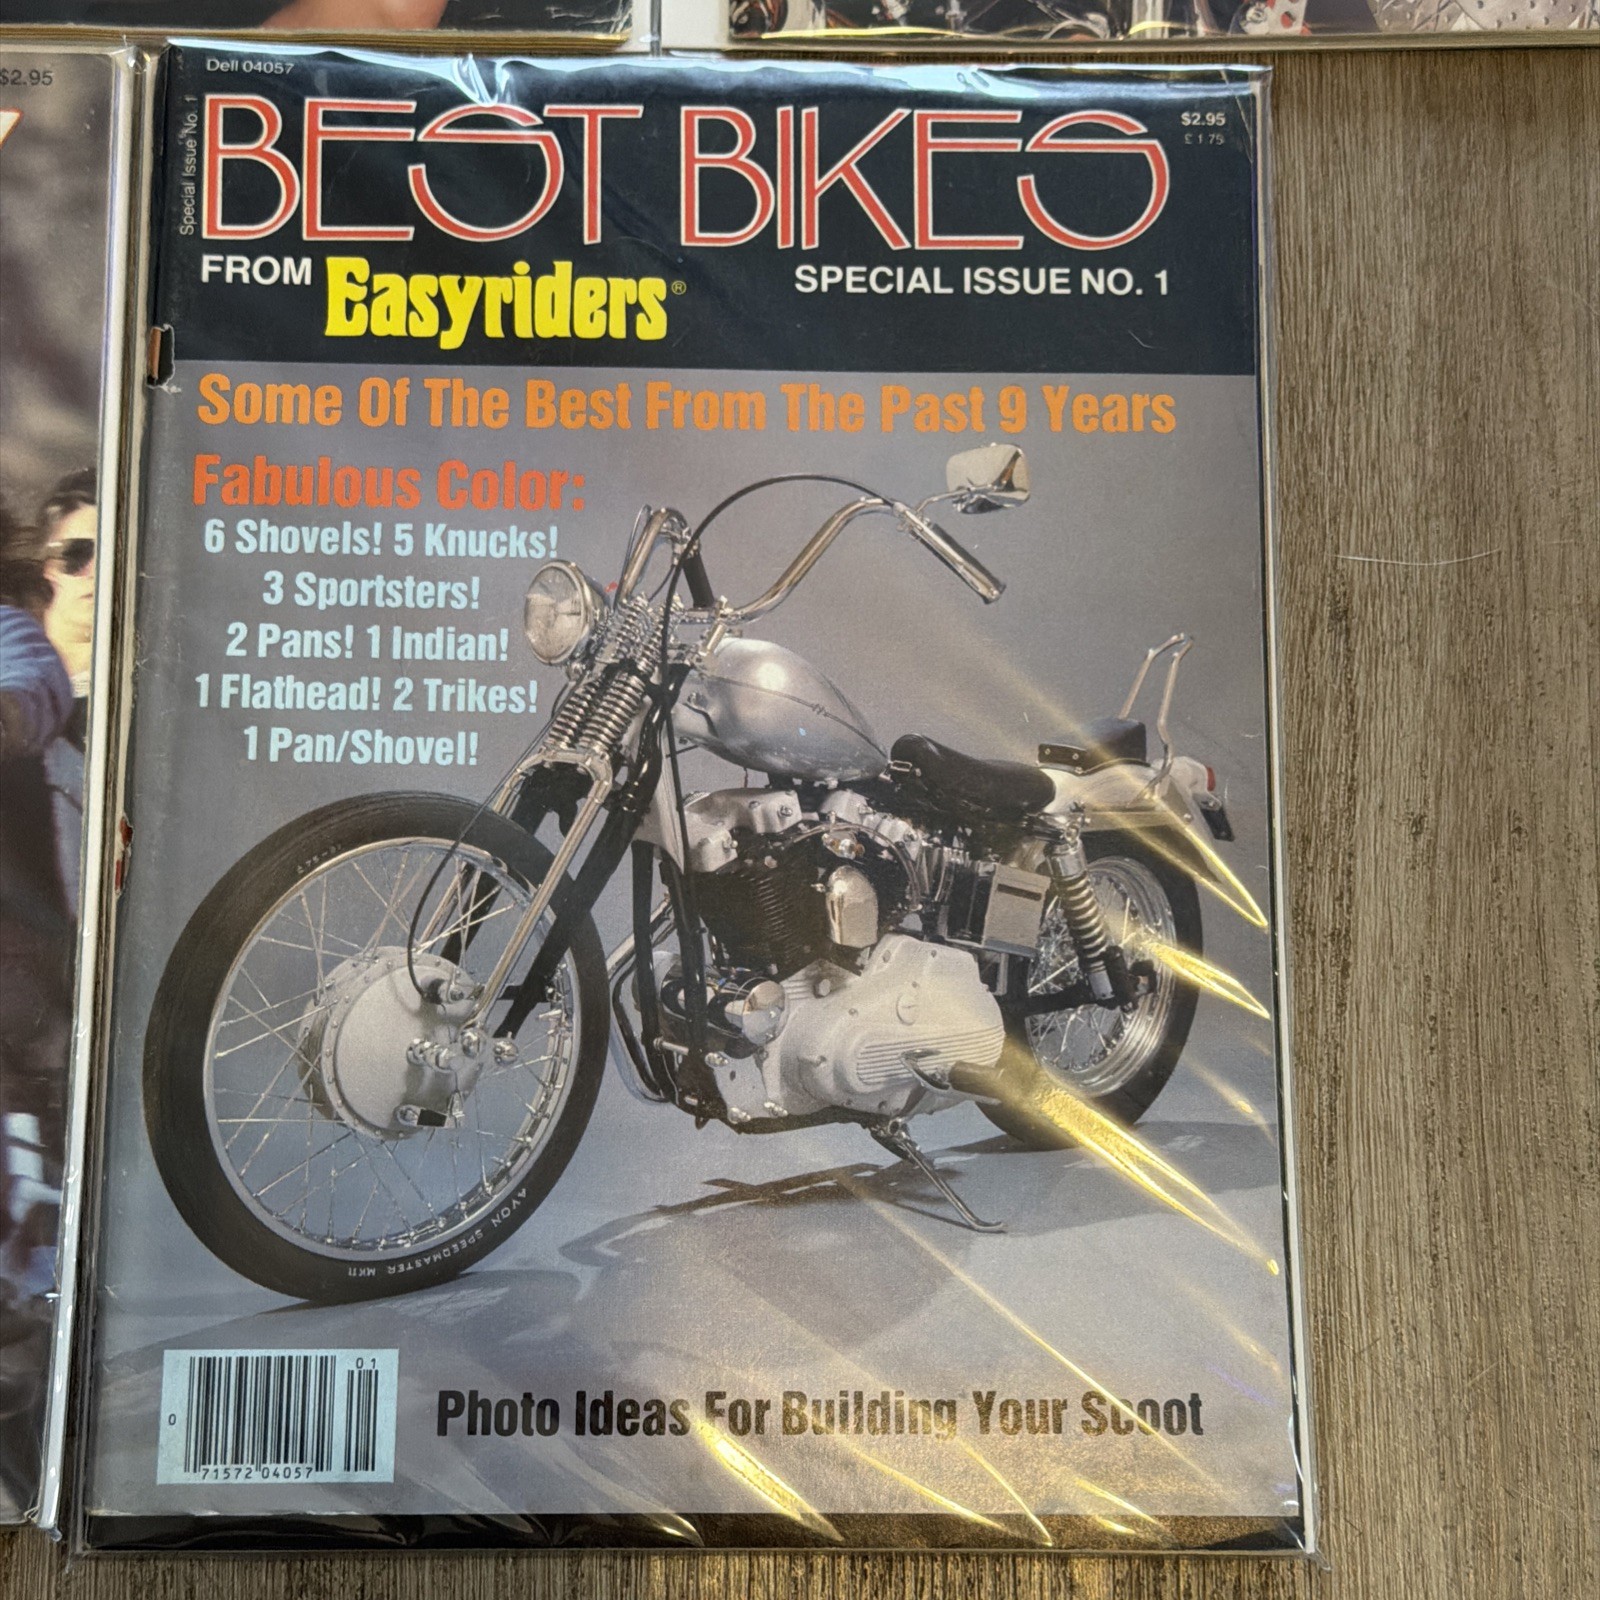 $2.95
Dell 04057
Special Issue No. 1
BEST BIKES
$2.95
£ 1.75
FROM Easyriders®
SPECIAL ISSUE NO. 1
Some Of The Best From The Past 9 Years
Fabulous Color:
6 Shovels! 5 Knucks!
3 Sportsters!
2 Pans! 1 Indian!
1 Flathead! 2 Trikes!
1 Pan/Shovel!
AVON SPEEDMASTER MKII
01
0
71572 04057
Photo Ideas For Building Your Scoot